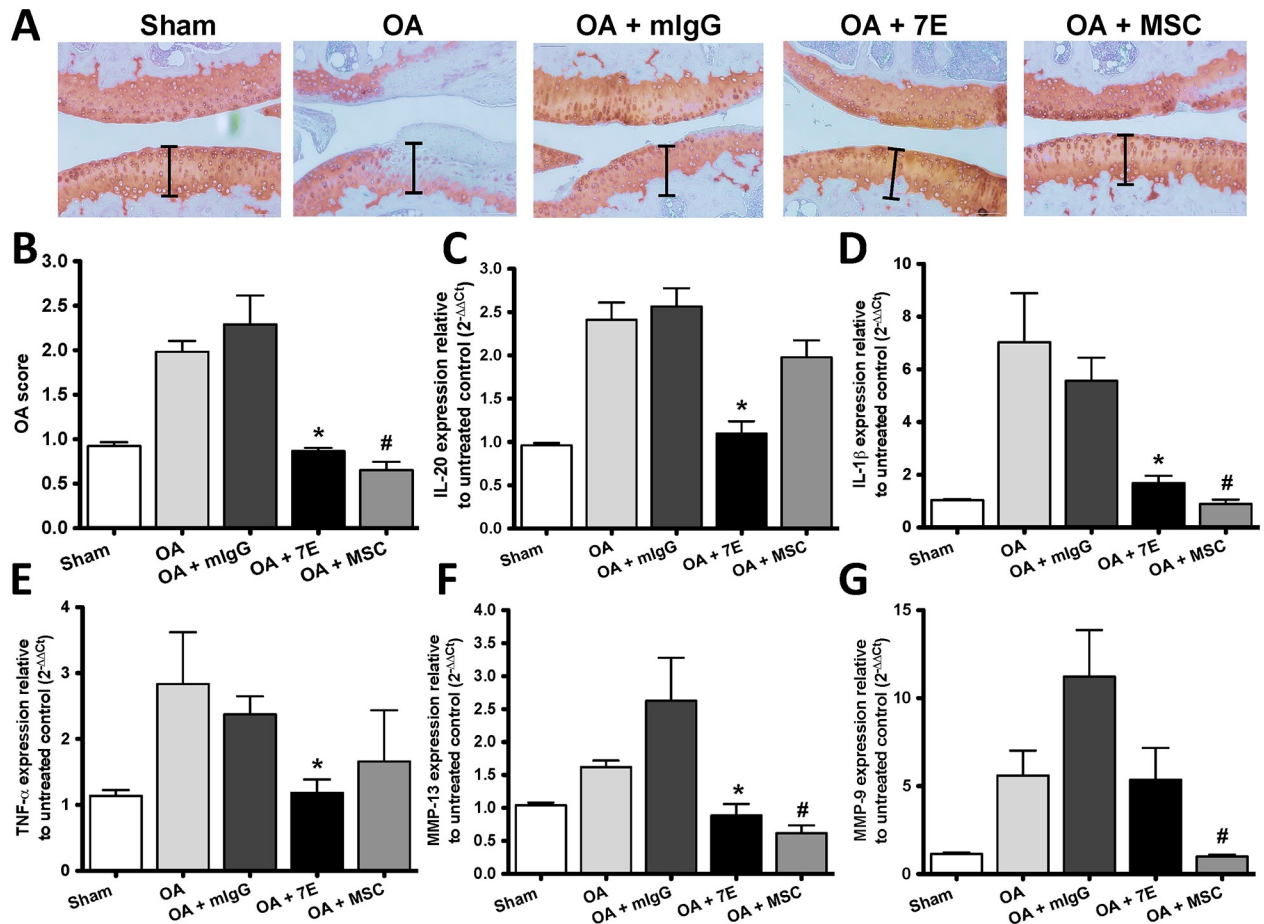 A
Sham
OA
OA + mIgG
OA + 7E
OA + MSC
B
OA score
3.0
2.5
2.0
1.5
1.0
0.5
0.0
*
#
Sham
OA
OA + mIgG
OA + 7E
OA + MSC
C
IL-20 expression relative
to untreated control (2-ΔΔCt)
3.0
2.5
2.0
1.5
1.0
0.5
0.0
*
Sham
OA
OA + mIgG
OA + 7E
OA + MSC
D
IL-1β expression relative
to untreated control (2-ΔΔCt)
10
8
6
4
2
0
*
#
Sham
OA
OA + mIgG
OA + 7E
OA + MSC
E
TNF-α expression relative
to untreated control (2-ΔΔCt)
4
3
2
1
0
*
Sham
OA
OA + mIgG
OA + 7E
OA + MSC
F
MMP-13 expression relative
to untreated control (2-ΔΔCt)
4.0
3.5
3.0
2.5
2.0
1.5
1.0
0.5
0.0
*
#
Sham
OA
OA + mIgG
OA + 7E
OA + MSC
G
MMP-9 expression relative
to untreated control (2-ΔΔCt)
15
10
5
0
#
Sham
OA
OA + mIgG
OA + 7E
OA + MSC